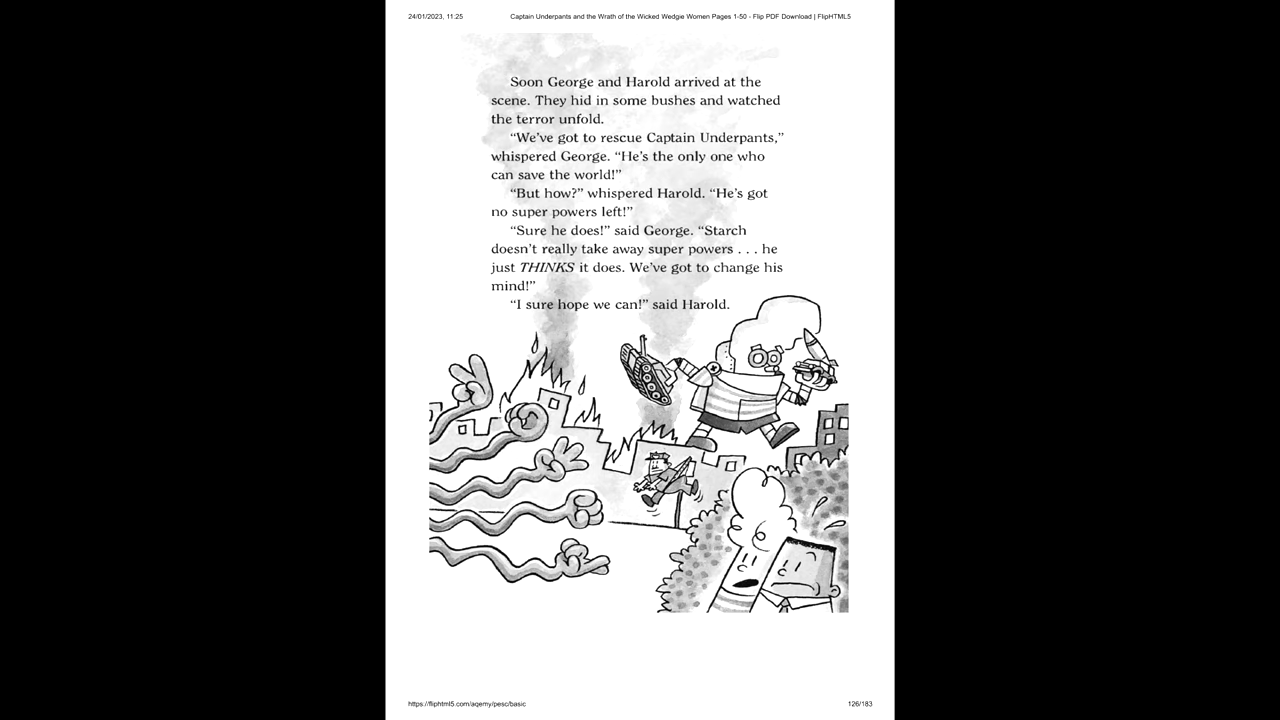 24/01/2023, 11:25 Captain Underpants and the Wrath of the Wicked Wedgie Women Pages 1-50 - Flip PDF Download | FlipHTML5
Soon George and Harold arrived at the
scene. They hid in some bushes and watched
the terror unfold.
“We’ve got to rescue Captain Underpants,”
whispered George. “He’s the only one who
can save the world!”
“But how?” whispered Harold. “He’s got
no super powers left!”
“Sure he does!” said George. “Starch
doesn’t really take away super powers . . . he
just THINKS it does. We’ve got to change his
mind!”
“I sure hope we can!” said Harold.
https://fliphtml5.com/aqemy/pesc/basic 126/183